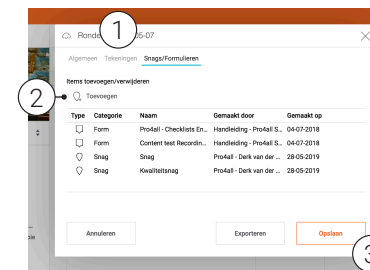 1
Ronde 05-07
Algemeen Tekeningen Snags/Formulieren
Items toevoegen/verwijderen
2
Toevoegen
Type Categorie Naam Gemaakt door Gemaakt op
Form Pro4all - Checklists En... Handleiding - Pro4all S... 04-07-2018
Form Content test Recordin... Handleiding - Pro4all S... 04-07-2018
Snag Snag Pro4all - Derk van der ... 28-05-2019
Snag Kwaliteitsnag Pro4all - Derk van der ... 28-05-2019
Annuleren Exporteren Opslaan
3